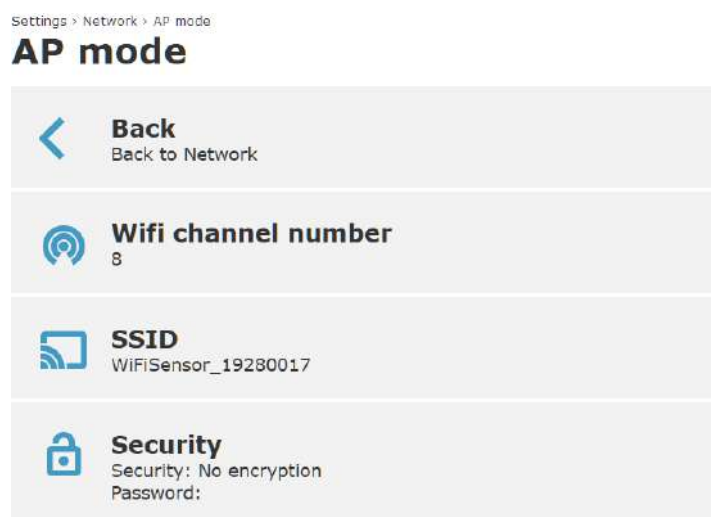 Settings › Network › AP mode
AP mode
Back
Back to Network
Wifi channel number
8
SSID
WiFiSensor_19280017
Security
Security: No encryption
Password: